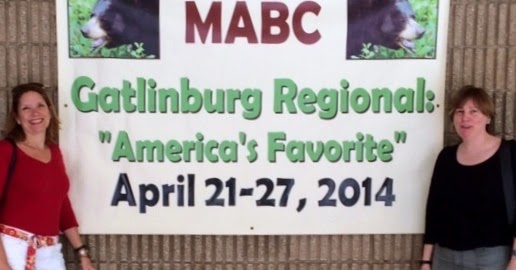 MABC
Gatlinburg Regional:
"America's Favorite"
April 21-27, 2014